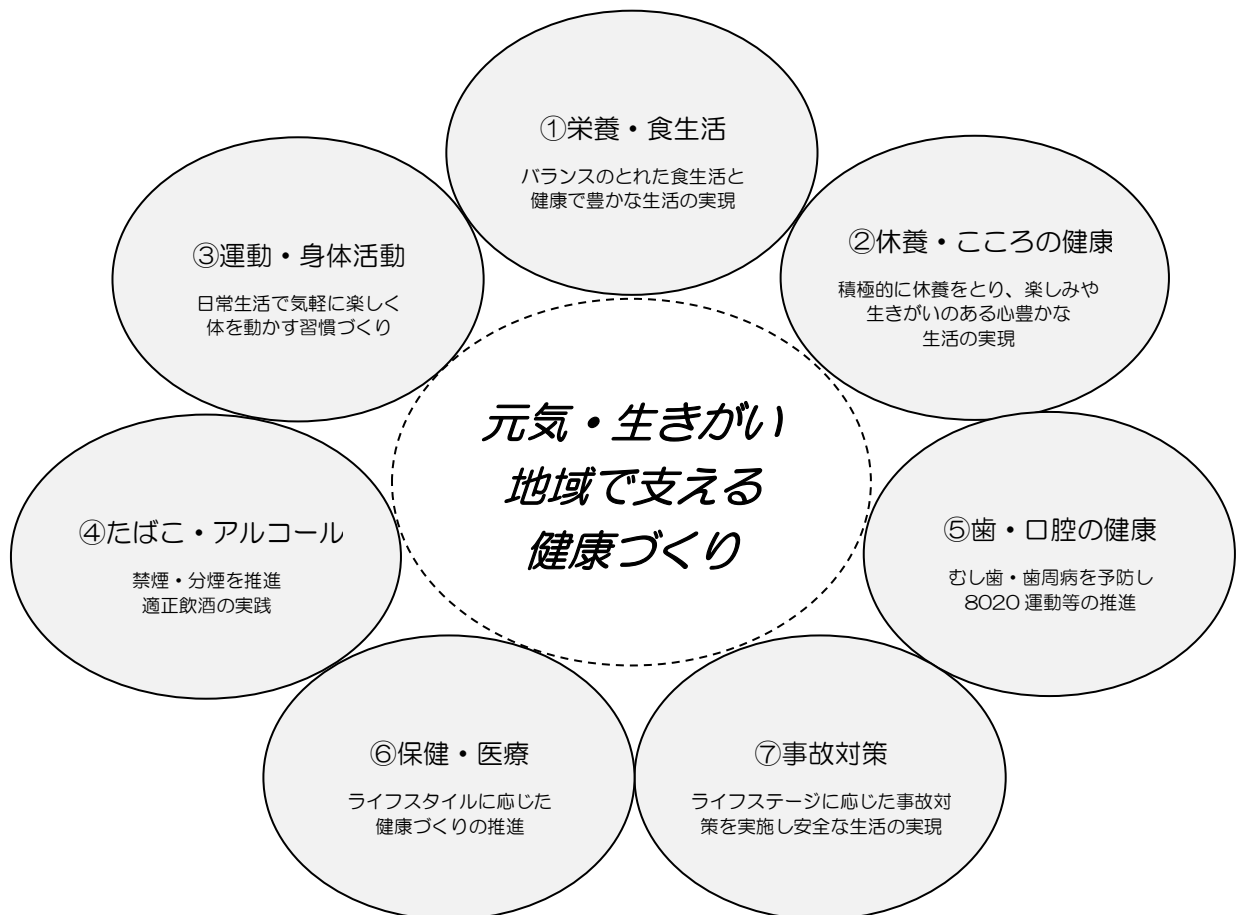 ①栄養・食生活
バランスのとれた食生活と
健康で豊かな生活の実現
②休養・こころの健康
積極的に休養をとり、楽しみや
生きがいのある心豊かな
生活の実現
③運動・身体活動
日常生活で気軽に楽しく
体を動かす習慣づくり
元気・生きがい
地域で支える
健康づくり
④たばこ・アルコール
禁煙・分煙を推進
適正飲酒の実践
⑤歯・口腔の健康
むし歯・歯周病を予防し
8020 運動等の推進
⑥保健・医療
ライフスタイルに応じた
健康づくりの推進
⑦事故対策
ライフステージに応じた事故対
策を実施し安全な生活の実現